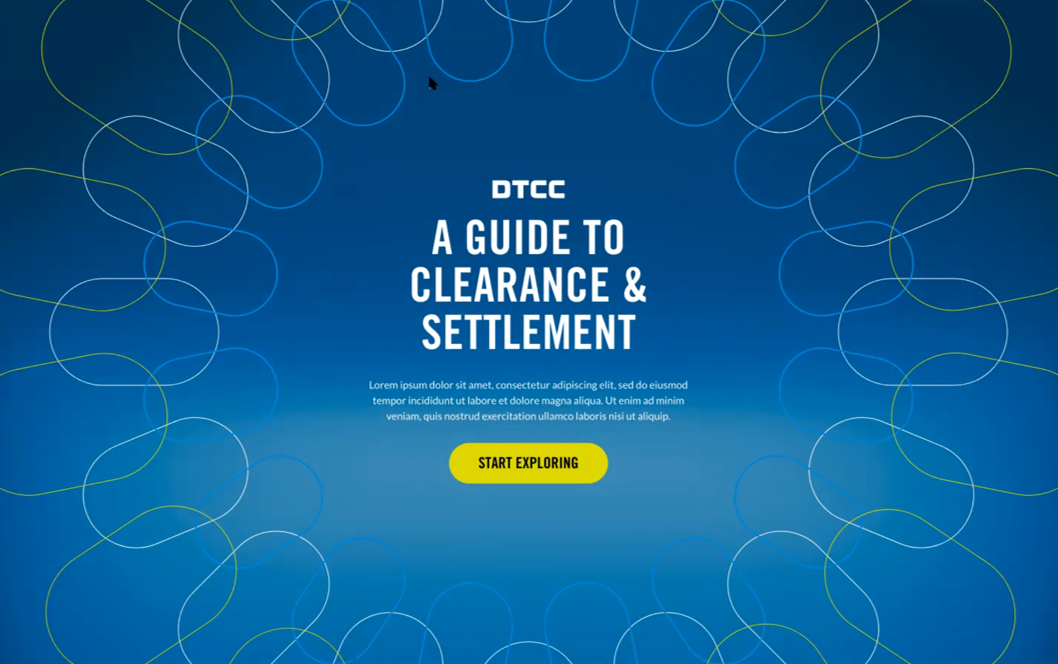 DTCC
A GUIDE TO
CLEARANCE &
SETTLEMENT
Lorem ipsum dolor sit amet, consectetur adipiscing elit, sed do eiusmod
tempor incididunt ut labore et dolore magna aliqua. Ut enim ad minim
veniam, quis nostrud exercitation ullamco laboris nisi ut aliquip.
START EXPLORING